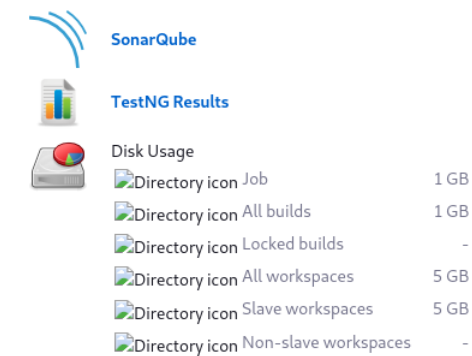 SonarQube
TestNG Results
Disk Usage
Directory icon Job 1 GB
Directory icon All builds 1 GB
Directory icon Locked builds -
Directory icon All workspaces 5 GB
Directory icon Slave workspaces 5 GB
Directory icon Non-slave workspaces -